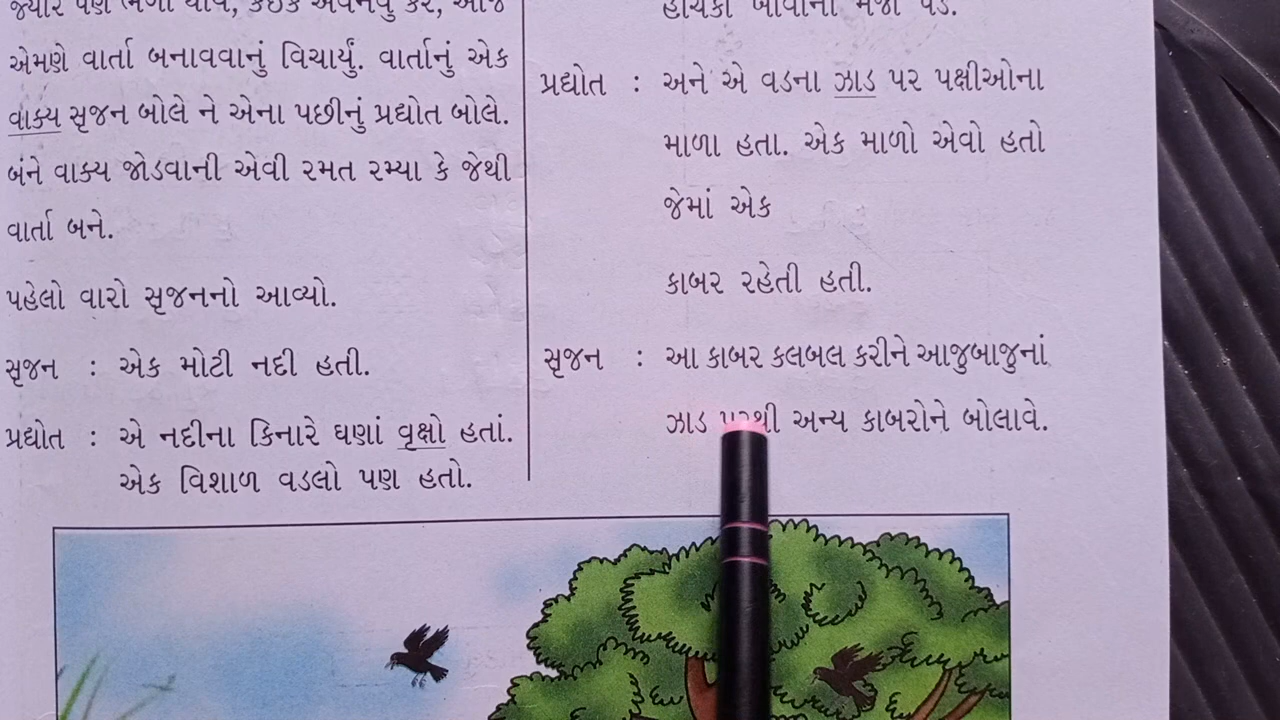 એમણે વાર્તા બનાવવાનું વિચાર્યું. વાર્તાનું એક
વાક્ય સૃજન બોલે ને એના પછીનું પ્રદ્યોત બોલે.
બંને વાક્ય જોડવાની એવી રમત રમ્યા કે જેથી
વાર્તા બને.
પહેલો વારો સૃજનનો આવ્યો.
સૃજન : એક મોટી નદી હતી.
પ્રદ્યોત : એ નદીના કિનારે ઘણાં વૃક્ષો હતાં.
એક વિશાળ વડલો પણ હતો.
પ્રદ્યોત : અને એ વડના ઝાડ પર પક્ષીઓના
માળા હતા. એક માળો એવો હતો
જેમાં એક
કાબર રહેતી હતી.
સૃજન : આ કાબર કલબલ કરીને આજુબાજુનાં
ઝાડ પરથી અન્ય કાબરોને બોલાવે.